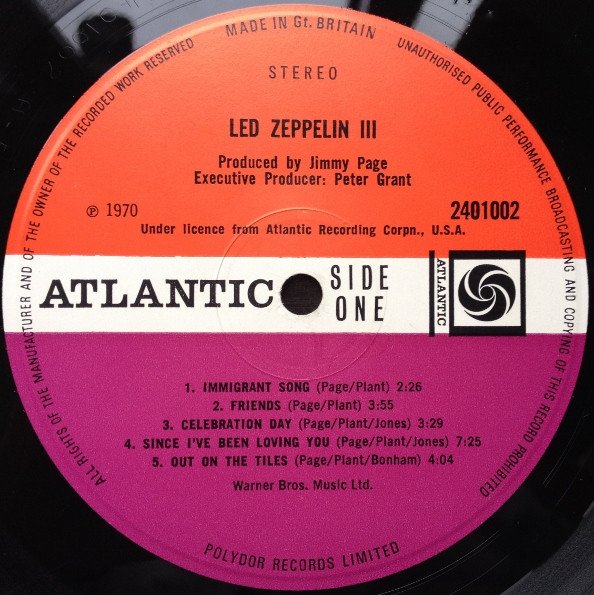 MADE IN Gt. BRITAIN
UNAUTHORISED PUBLIC PERFORMANCE BROADCASTING AND COPYING OF THIS RECORD PROHIBITED
ALL RIGHTS OF THE MANUFACTURER AND OF THE OWNER OF THE RECORDED WORK RESERVED
STEREO
LED ZEPPELIN III
Produced by Jimmy Page
Executive Producer: Peter Grant
℗ 1970
2401002
Under licence from Atlantic Recording Corpn., U.S.A.
ATLANTIC
SIDE
ONE
ATLANTIC
1. IMMIGRANT SONG (Page/Plant) 2:26
2. FRIENDS (Page/Plant) 3:55
3. CELEBRATION DAY (Page/Plant/Jones) 3:29
4. SINCE I'VE BEEN LOVING YOU (Page/Plant/Jones) 7:25
5. OUT ON THE TILES (Page/Plant/Bonham) 4:04
Warner Bros. Music Ltd.
POLYDOR RECORDS LIMITED